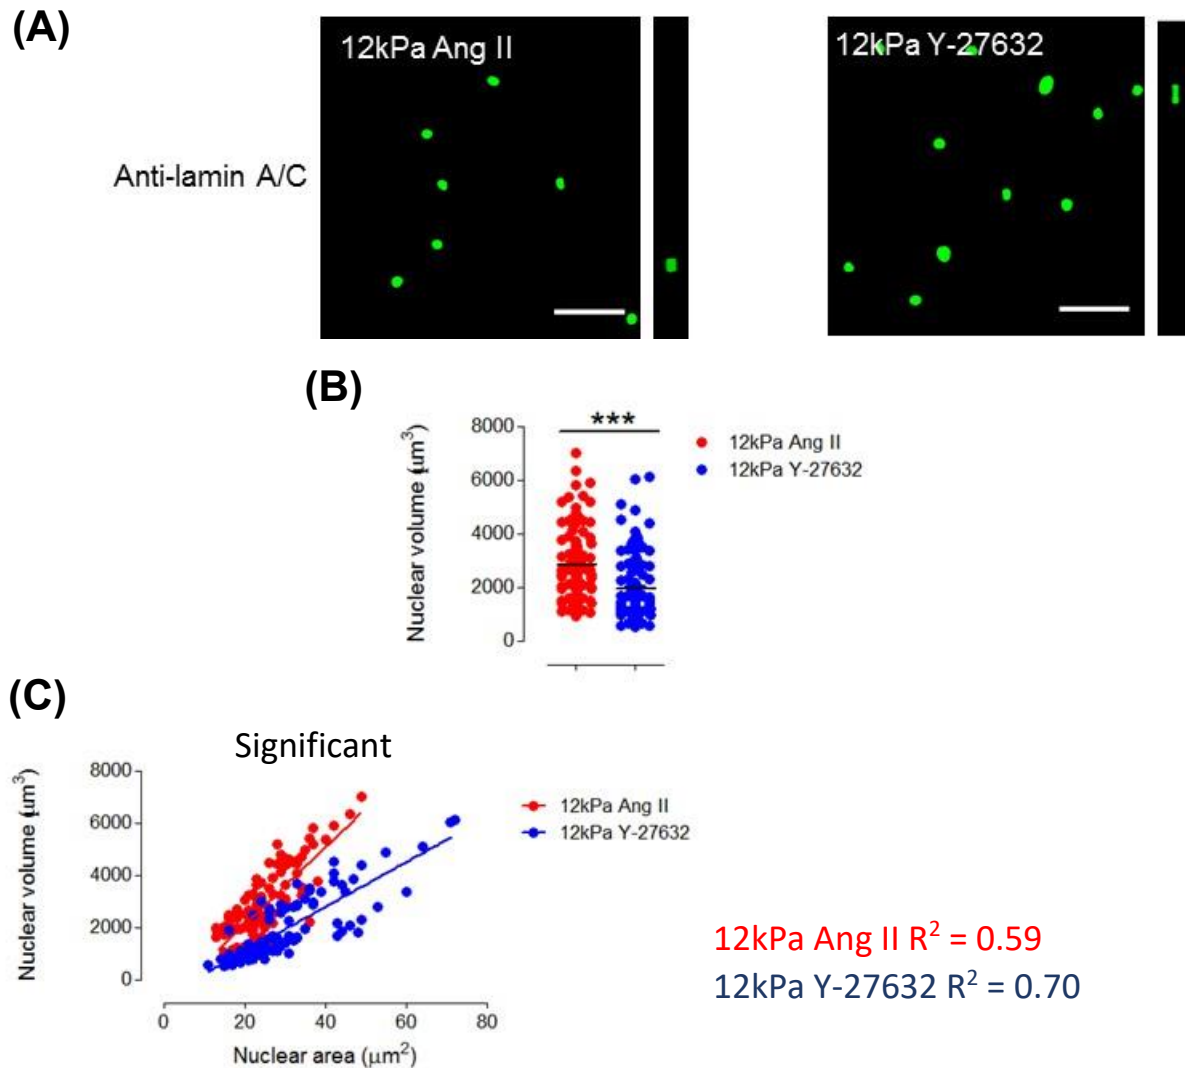 (A)
12kPa Ang II
12kPa Y-27632
Anti-lamin A/C
(B)
***
8000
6000
4000
2000
0
Nuclear volume (μm³)
12kPa Ang II
12kPa Y-27632
(C)
Significant
8000
6000
4000
2000
0
Nuclear volume (μm³)
12kPa Ang II
12kPa Y-27632
0 20 40 60 80
Nuclear area (μm²)
12kPa Ang II R² = 0.59
12kPa Y-27632 R² = 0.70